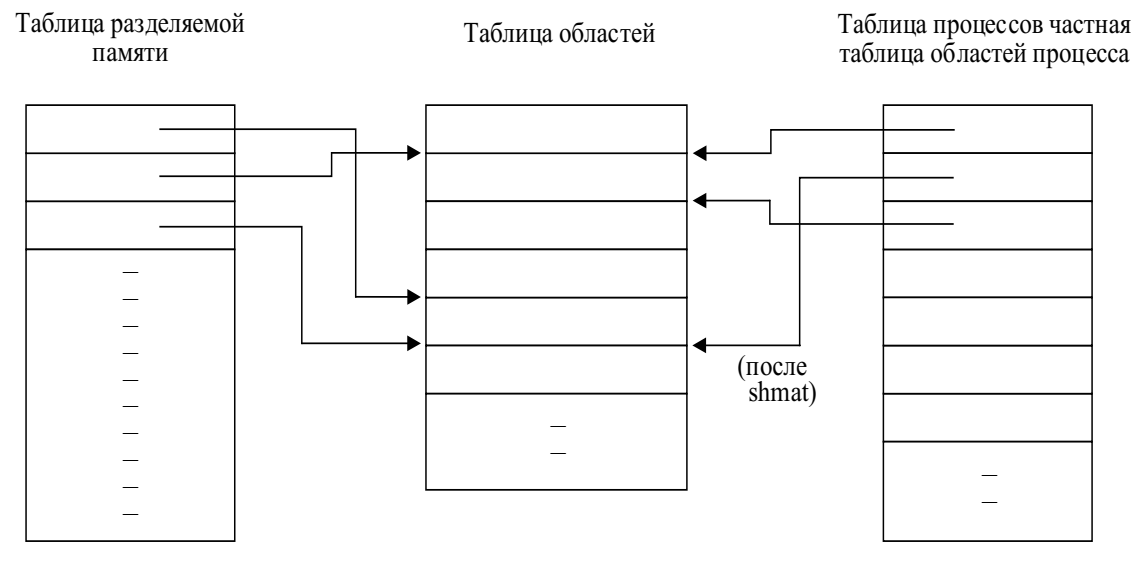 Таблица разделяемой
памяти
Таблица областей
Таблица процессов частная
таблица областей процесса
(после
shmat)